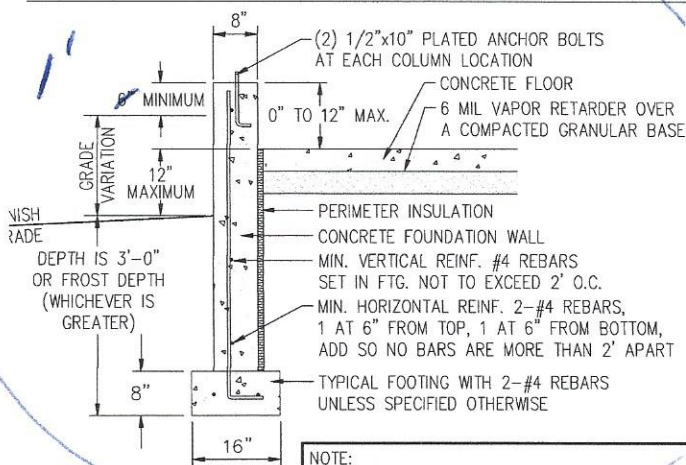 8"
(2) 1/2"x10" PLATED ANCHOR BOLTS
AT EACH COLUMN LOCATION
1'
6" MINIMUM
0" TO 12" MAX.
CONCRETE FLOOR
6 MIL VAPOR RETARDER OVER
A COMPACTED GRANULAR BASE
GRADE
VARIATION
12"
MAXIMUM
NISH
RADE
PERIMETER INSULATION
CONCRETE FOUNDATION WALL
DEPTH IS 3'-0"
OR FROST DEPTH
(WHICHEVER IS
GREATER)
MIN. VERTICAL REINF. #4 REBARS
SET IN FTG. NOT TO EXCEED 2' O.C.
MIN. HORIZONTAL REINF. 2-#4 REBARS,
1 AT 6" FROM TOP, 1 AT 6" FROM BOTTOM,
ADD SO NO BARS ARE MORE THAN 2' APART
8"
TYPICAL FOOTING WITH 2-#4 REBARS
UNLESS SPECIFIED OTHERWISE
16"
NOTE: